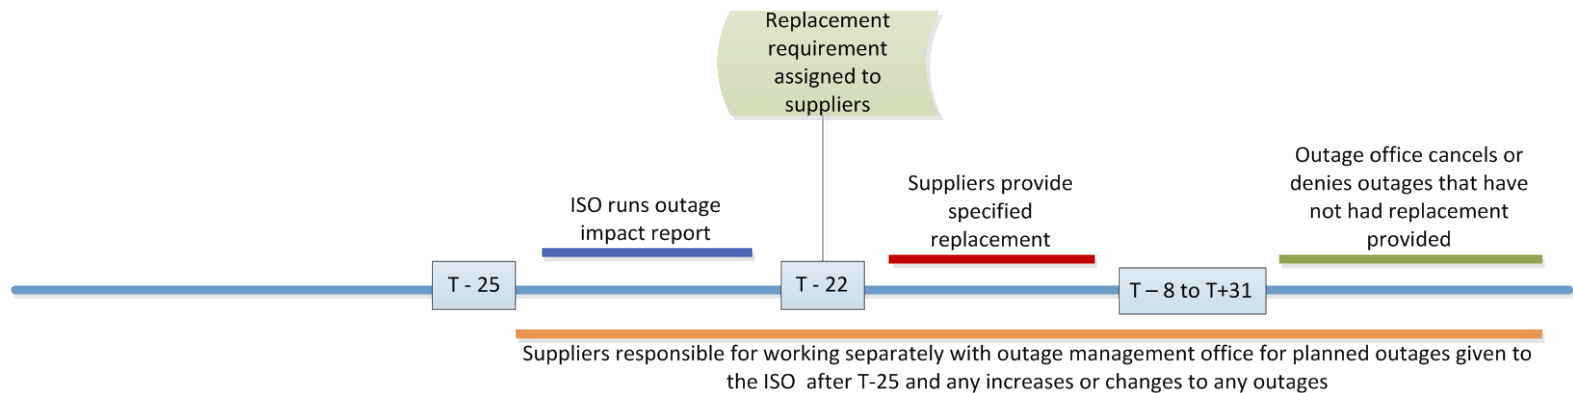 Replacement
requirement
assigned to
suppliers
Outage office cancels or
denies outages that have
not had replacement
provided
Suppliers provide
specified
replacement
ISO runs outage
impact report
T - 25
T - 22
T – 8 to T+31
Suppliers responsible for working separately with outage management office for planned outages given to
the ISO  after T-25 and any increases or changes to any outages